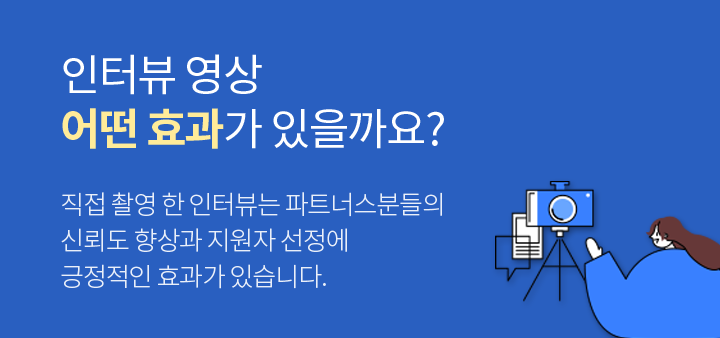 인터뷰 영상
어떤 효과가 있을까요?
직접 촬영 한 인터뷰는 파트너스분들의
신뢰도 향상과 지원자 선정에
긍정적인 효과가 있습니다.